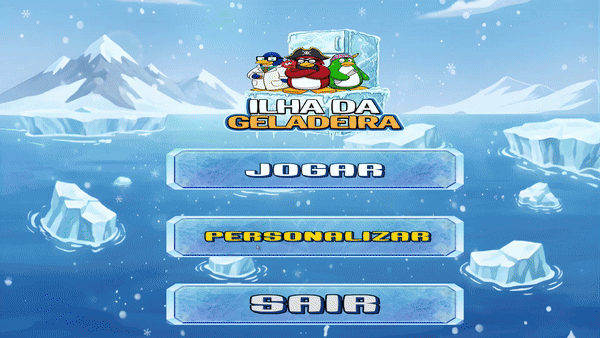 ILHA DA
GELADEIRA
JOGAR
PERSONALIZAR
SAIR